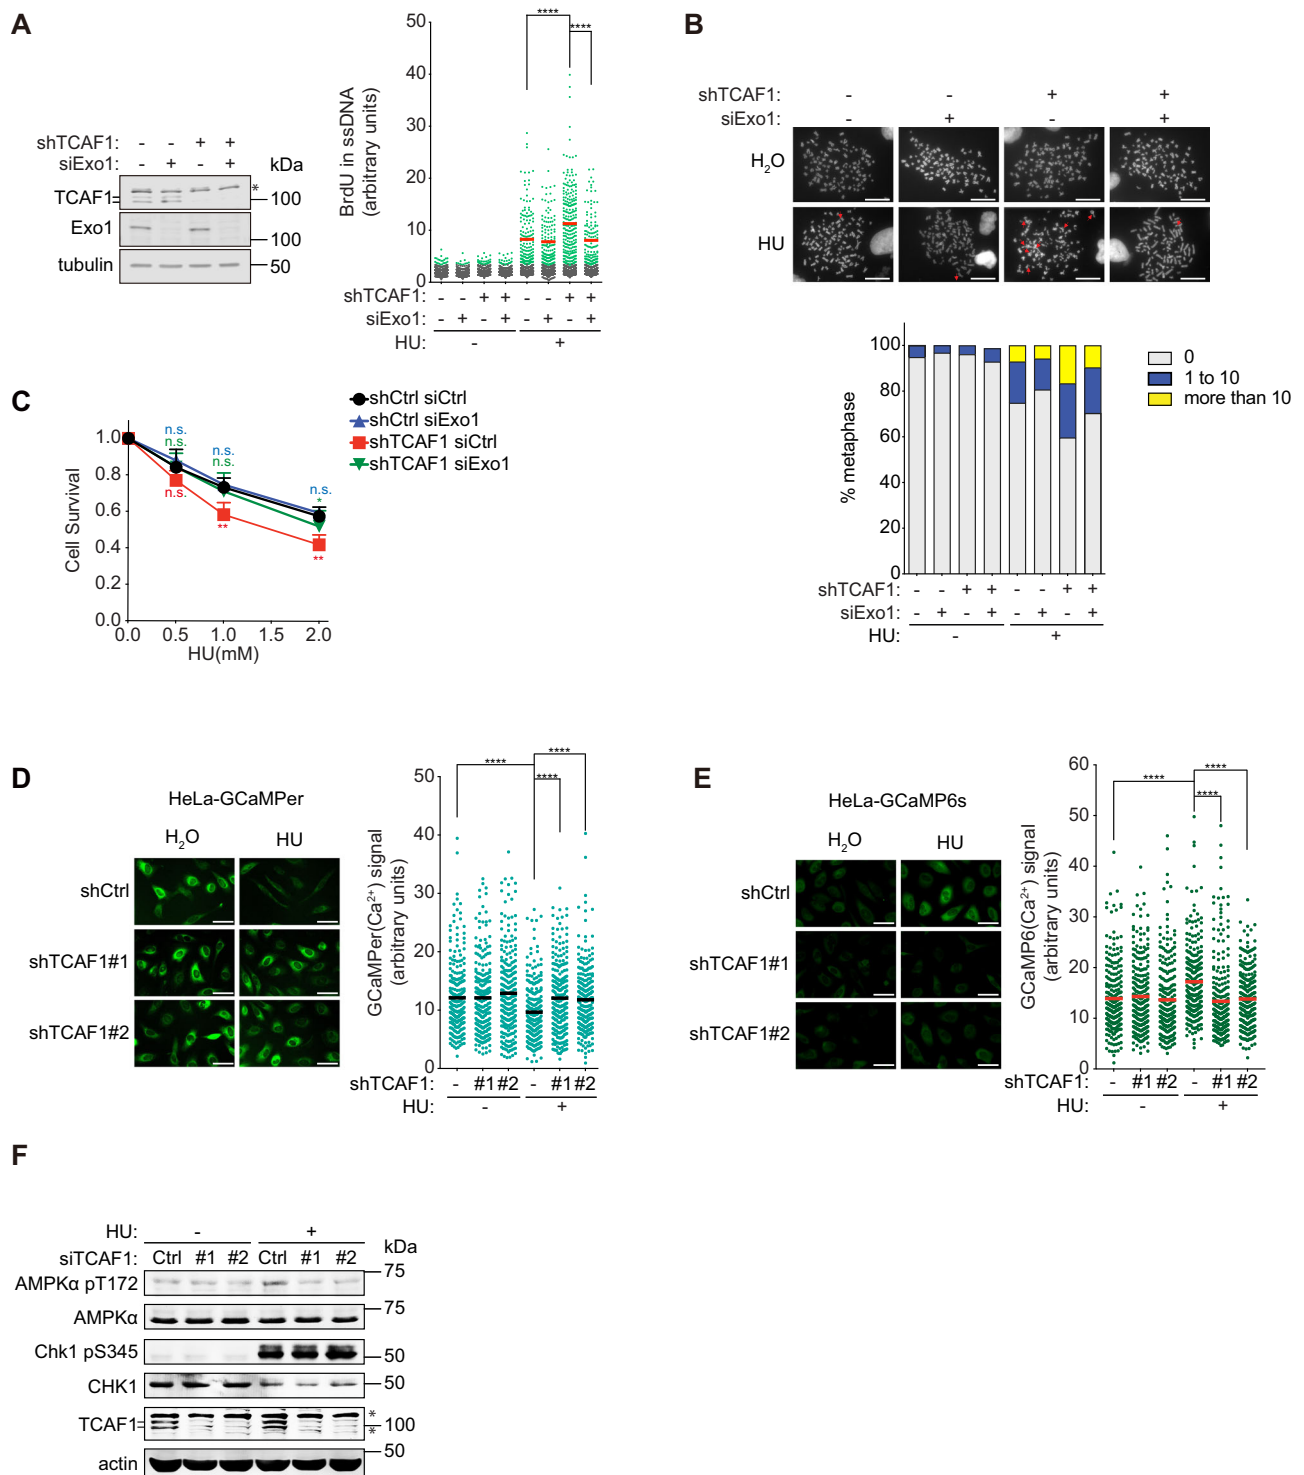 A
shTCAF1: - - + +
siExo1: - + - + kDa
TCAF1 * 100
Exo1 100
tubulin 50
BrdU in ssDNA
(arbitrary units)
50
40
30
20
10
0
**** ****
shTCAF1: - - + + - - + +
siExo1: - + - + - + - +
HU: - +
B
shTCAF1: - - + +
siExo1: - + - +
H2O
HU
% metaphase
100
80
60
40
20
0
0
1 to 10
more than 10
shTCAF1: - - + + - - + +
siExo1: - + - + - + - +
HU: - +
C
shCtrl siCtrl
shCtrl siExo1
shTCAF1 siCtrl
shTCAF1 siExo1
Cell Survival
1.0
0.8
0.6
0.4
0.2
0.0
n.s.
n.s.
n.s.
n.s.
n.s.
**
n.s.
*
**
0.0 0.5 1.0 1.5 2.0
HU(mM)
D
HeLa-GCaMPer
H2O HU
shCtrl
shTCAF1#1
shTCAF1#2
GCaMPer(Ca2+) signal
(arbitrary units)
50
40
30
20
10
0
**** **** ****
shTCAF1: - #1 #2 - #1 #2
HU: - +
E
HeLa-GCaMP6s
H2O HU
shCtrl
shTCAF1#1
shTCAF1#2
GCaMP6(Ca2+) signal
(arbitrary units)
60
50
40
30
20
10
0
**** **** ****
shTCAF1: - #1 #2 - #1 #2
HU: - +
F
HU: - +
siTCAF1: Ctrl #1 #2 Ctrl #1 #2 kDa
AMPKα pT172 75
AMPKα 75
Chk1 pS345 50
CHK1 50
TCAF1 * 100 *
actin 50